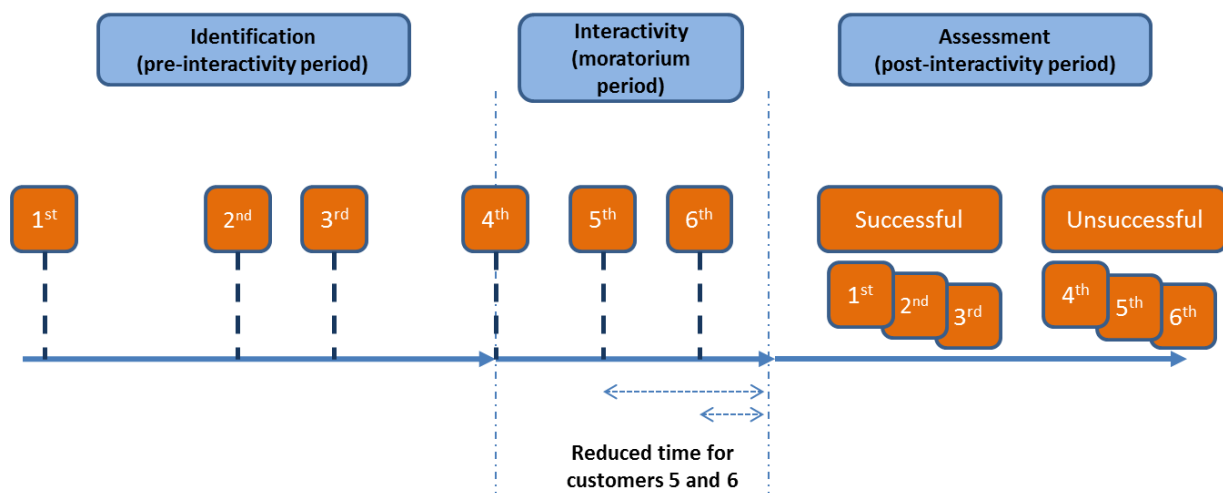 Identification
(pre-interactivity period)
Interactivity
(moratorium
period)
Assessment
(post-interactivity period)
1st
2nd
3rd
4th
5th
6th
Successful
Unsuccessful
1st
2nd
3rd
4th
5th
6th
Reduced time for
customers 5 and 6